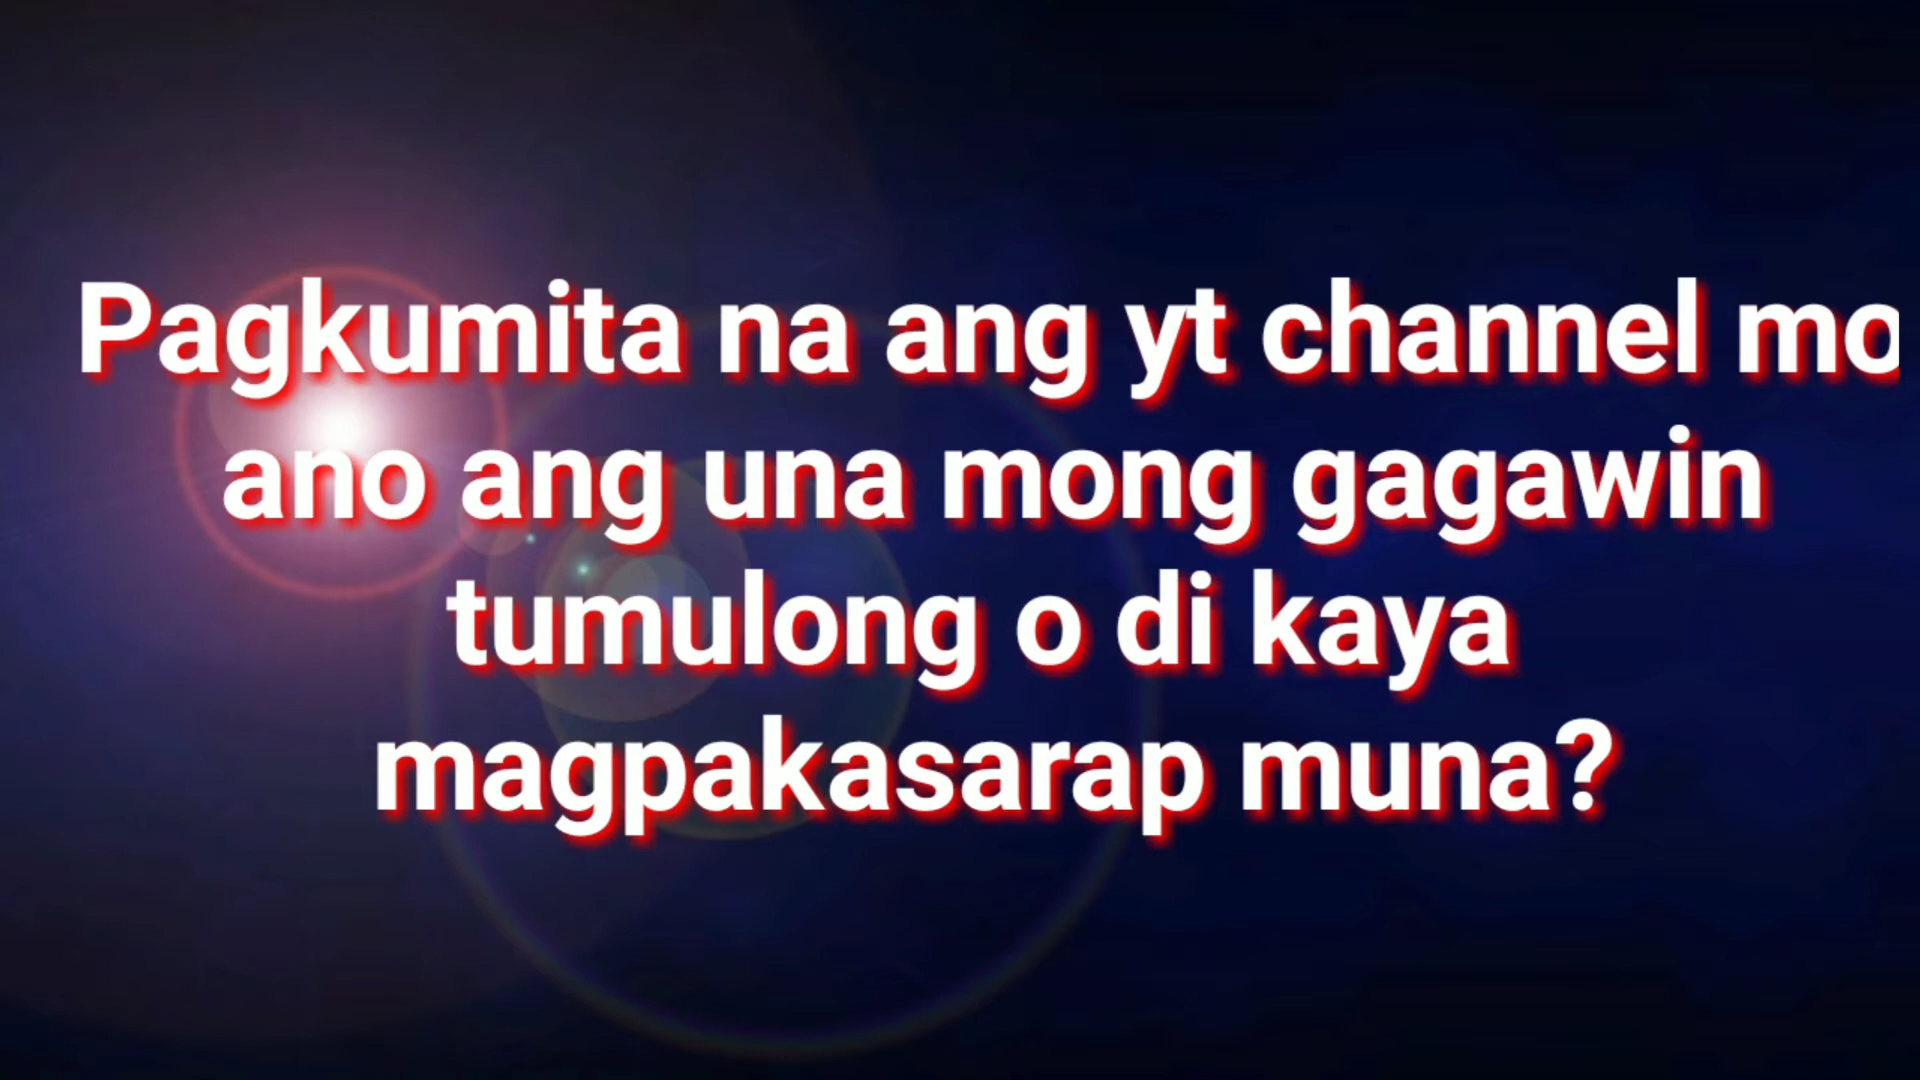 Pagkumita na ang yt channel mo
ano ang una mong gagawin
tumulong o di kaya
magpakasarap muna?